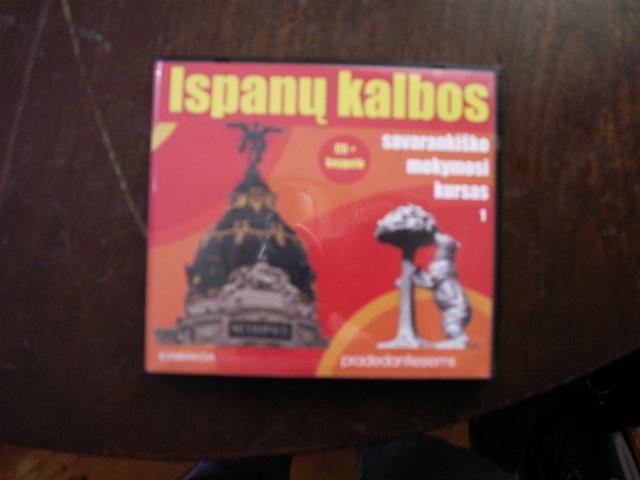 Ispanų kalbos
savarankiško
mokymosi
kursas
1
CD +
knygelė
METROPOLIS
pradedantiesiems